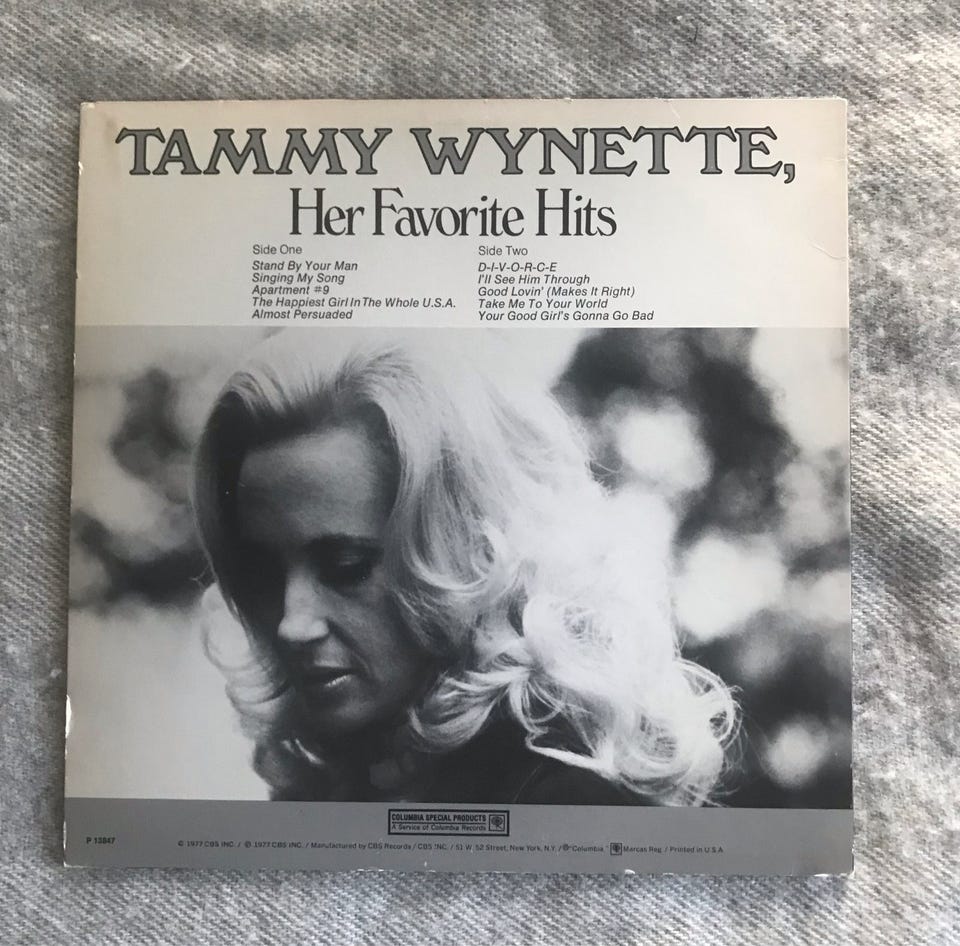 TAMMY WYNETTE,
Her Favorite Hits
Side One
Stand By Your Man
Singing My Song
Apartment #9
The Happiest Girl In The Whole U.S.A.
Almost Persuaded
Side Two
D-I-V-O-R-C-E
I'll See Him Through
Good Lovin' (Makes It Right)
Take Me To Your World
Your Good Girl's Gonna Go Bad
COLUMBIA SPECIAL PRODUCTS
A Service of Columbia Records
P 13847
© 1977 CBS INC. / ℗ 1977 CBS INC. / Manufactured by CBS Records / CBS INC. / 51 W. 52 Street, New York, N.Y. / ® "Columbia," Marcas Reg. / Printed in U.S.A.